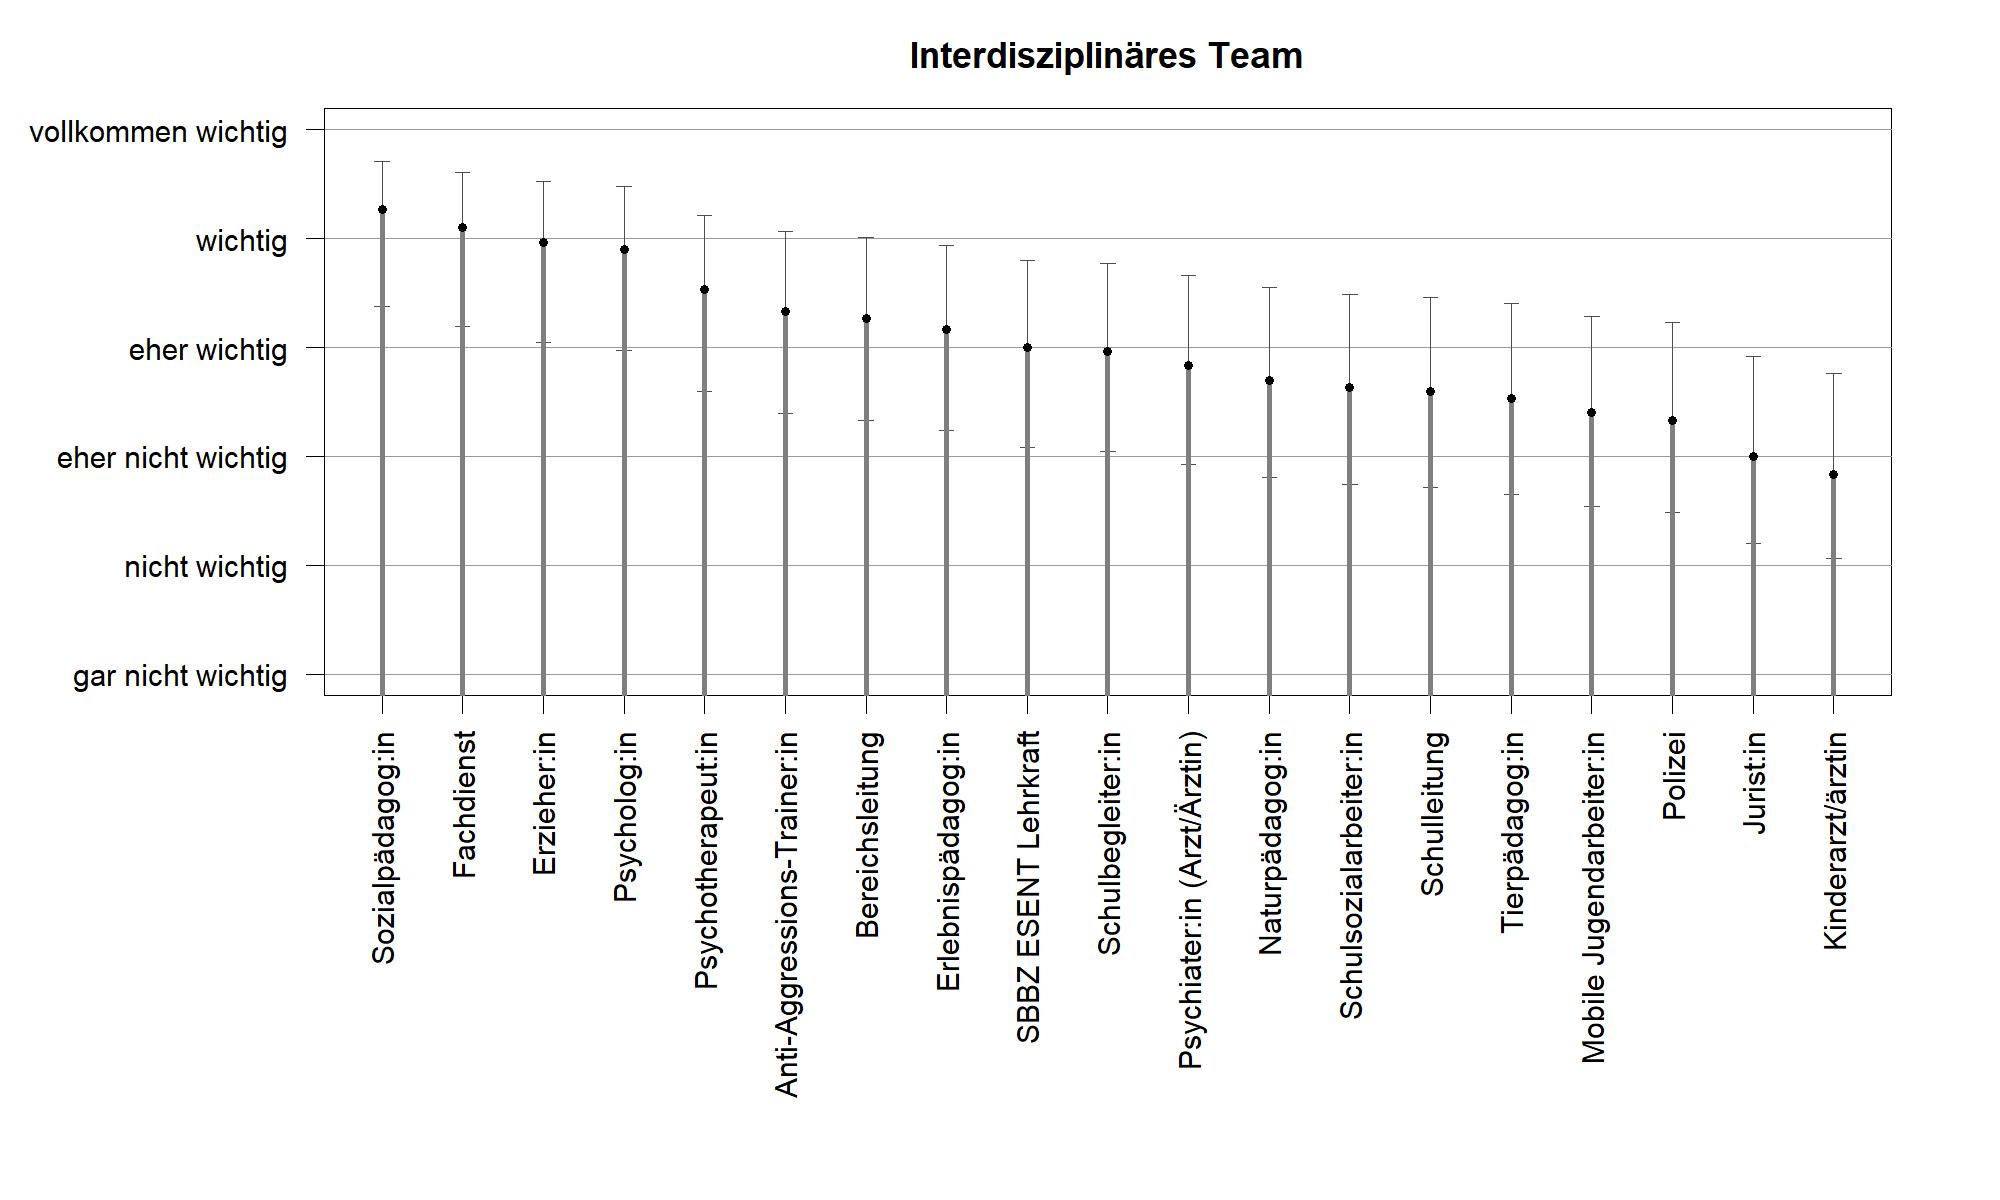 Interdisziplinäres Team
vollkommen wichtig
wichtig
eher wichtig
eher nicht wichtig
nicht wichtig
gar nicht wichtig
Sozialpädagog:in
Fachdienst
Erzieher:in
Psycholog:in
Psychotherapeut:in
Anti-Aggressions-Trainer:in
Bereichsleitung
Erlebnispädagog:in
SBBZ ESENT Lehrkraft
Schulbegleiter:in
Psychiater:in (Arzt/Ärztin)
Naturpädagog:in
Schulsozialarbeiter:in
Schulleitung
Tierpädagog:in
Mobile Jugendarbeiter:in
Polizei
Jurist:in
Kinderarzt/ärztin